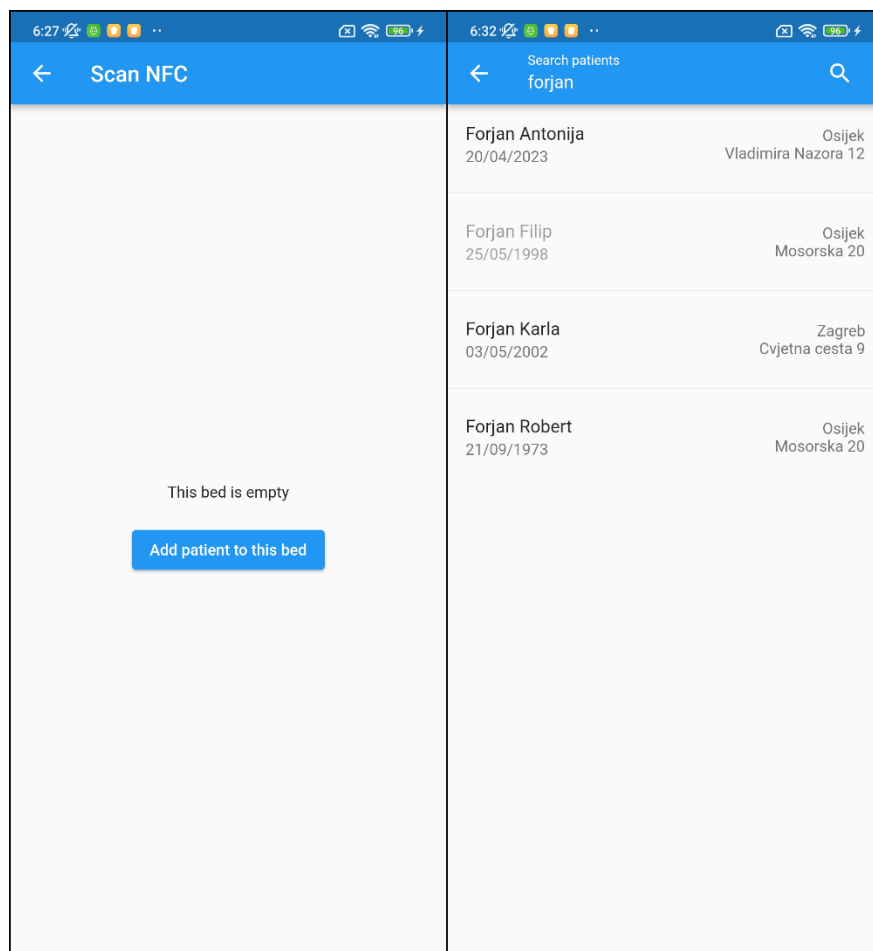 6:27
96
Scan NFC
This bed is empty
Add patient to this bed
6:32
96
Search patients
forjan
Forjan Antonija
Osijek
20/04/2023
Vladimira Nazora 12
Forjan Filip
Osijek
25/05/1998
Mosorska 20
Forjan Karla
Zagreb
03/05/2002
Cvjetna cesta 9
Forjan Robert
Osijek
21/09/1973
Mosorska 20